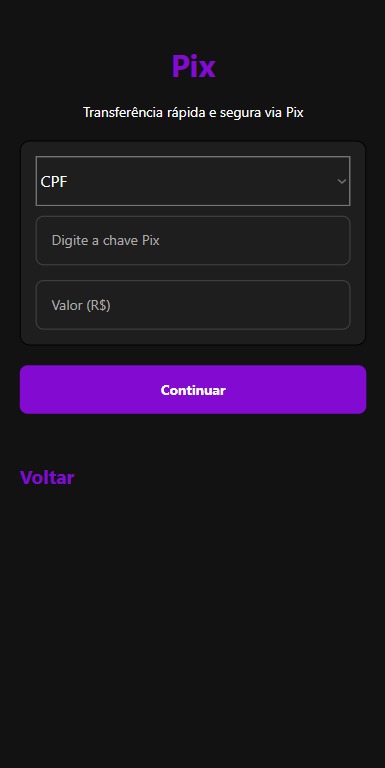 Pix
Transferência rápida e segura via Pix
CPF
Digite a chave Pix
Valor (R$)
Continuar
Voltar